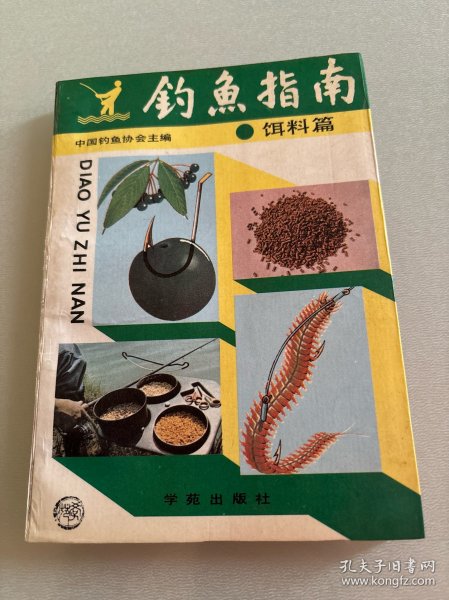 钓魚指南
饵料篇
中国钓鱼协会主编
DIAO YU ZHI NAN
学苑出版社
孔夫子旧书网
www.kongfz.com